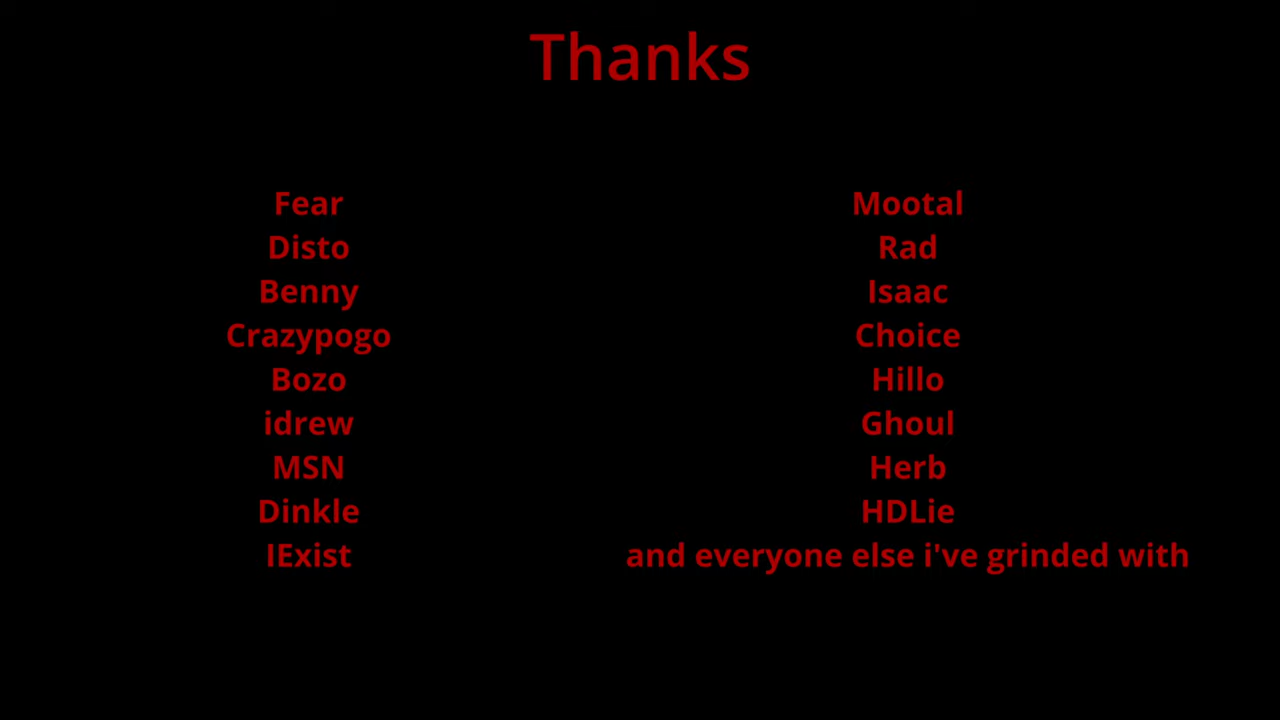 Thanks
Fear
Disto
Benny
Crazypogo
Bozo
idrew
MSN
Dinkle
IExist
Mootal
Rad
Isaac
Choice
Hillo
Ghoul
Herb
HDLie
and everyone else i've grinded with